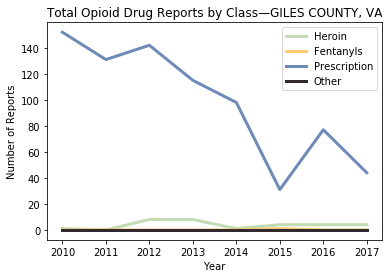 Total Opioid Drug Reports by Class—GILES COUNTY, VA
Heroin
Fentanyls
Prescription
Other
Number of Reports
140
120
100
80
60
40
20
0
2010 2011 2012 2013 2014 2015 2016 2017
Year